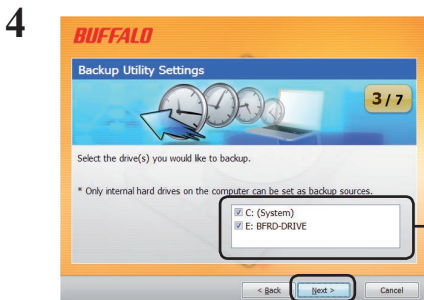 4
BUFFALO
Backup Utility Settings
3 / 7
Select the drive(s) you would like to backup.
* Only internal hard drives on the computer can be set as backup sources.
C: (System)
E: BFRD-DRIVE
< Back
Next >
Cancel